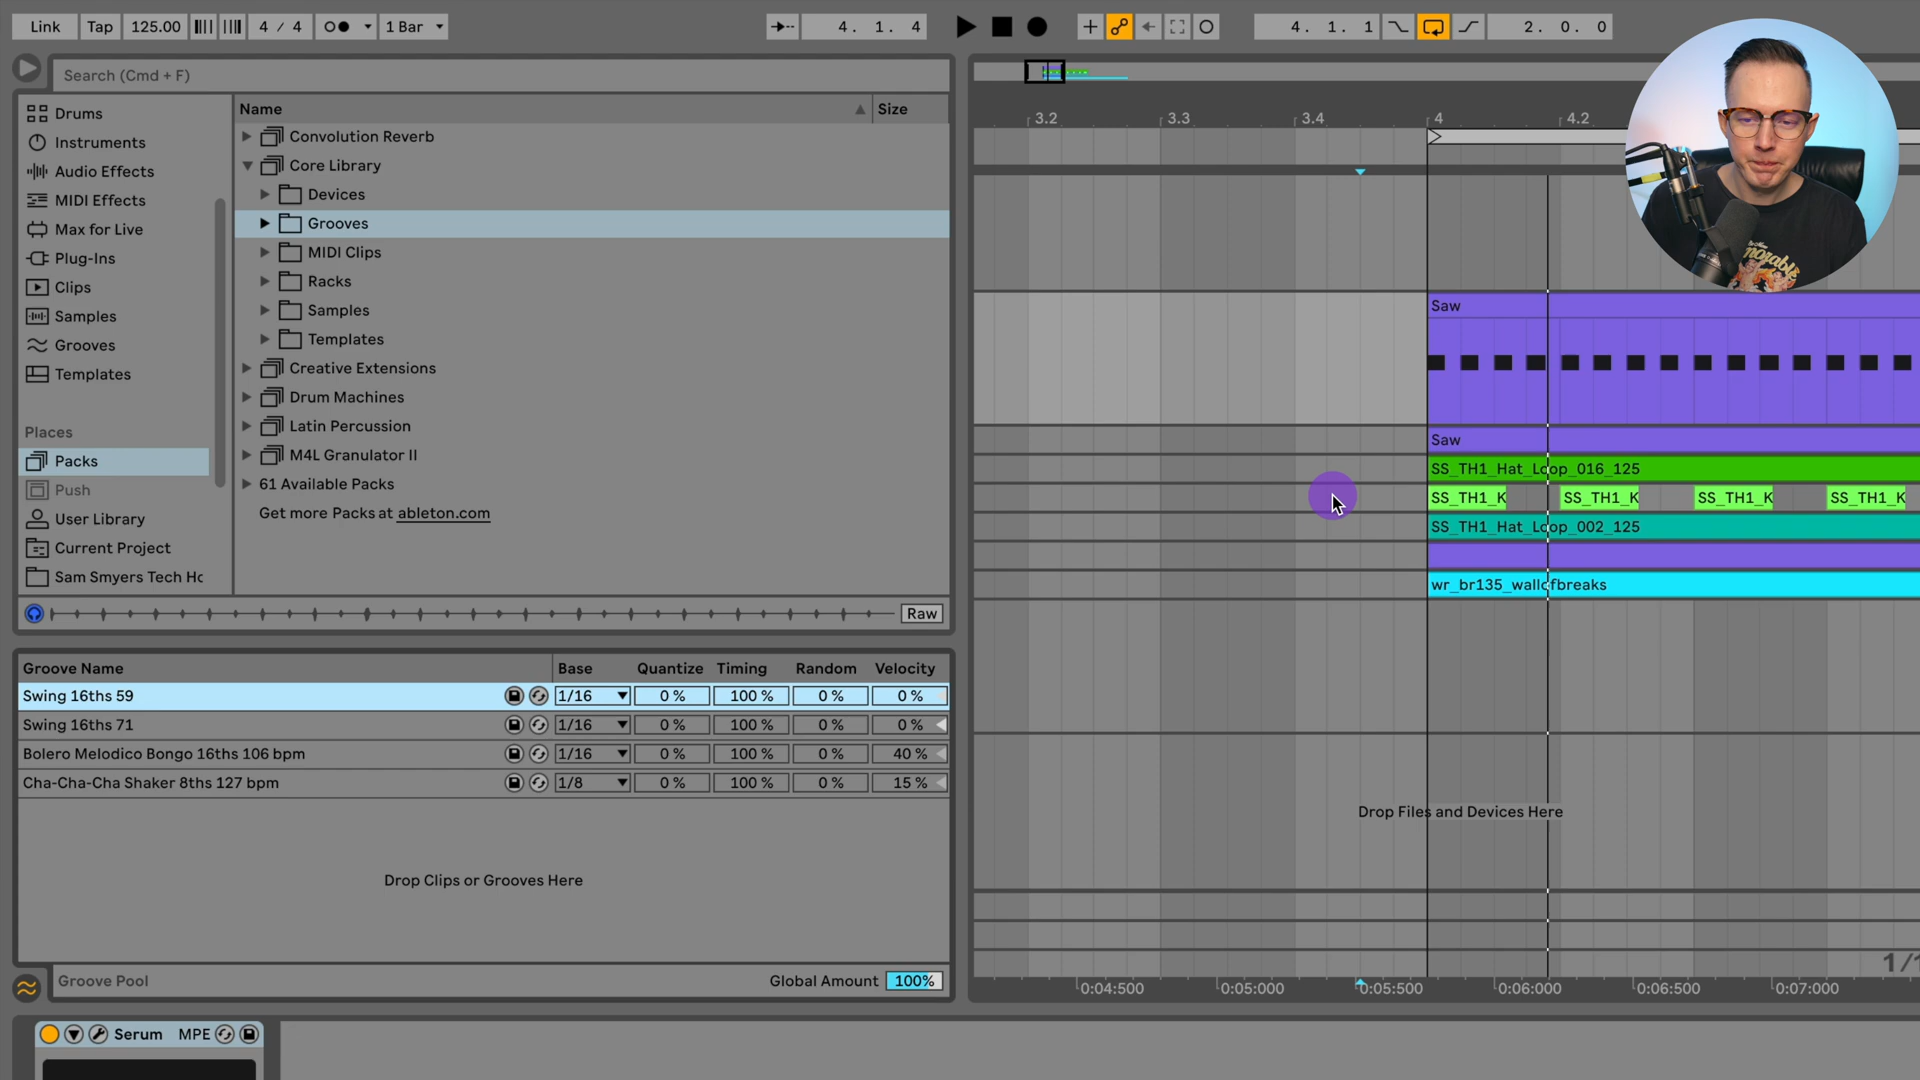 Link Tap 125.00 4 / 4 1 Bar 4. 1. 4 4. 1. 1 2. 0. 0
Search (Cmd + F)
Drums
Instruments
Audio Effects
MIDI Effects
Max for Live
Plug-Ins
Clips
Samples
Grooves
Templates
Places
Packs
Push
User Library
Current Project
Sam Smyers Tech Hc
Name Size
Convolution Reverb
Core Library
Devices
Grooves
MIDI Clips
Racks
Samples
Templates
Creative Extensions
Drum Machines
Latin Percussion
M4L Granulator II
61 Available Packs
Get more Packs at ableton.com
Raw
Groove Name Base Quantize Timing Random Velocity
Swing 16ths 59 1/16 0 % 100 % 0 % 0 %
Swing 16ths 71 1/16 0 % 100 % 0 % 0 %
Bolero Melodico Bongo 16ths 106 bpm 1/16 0 % 100 % 0 % 40 %
Cha-Cha-Cha Shaker 8ths 127 bpm 1/8 0 % 100 % 0 % 15 %
Drop Clips or Grooves Here
Groove Pool Global Amount 100%
Serum MPE
3.2 3.3 3.4 4 4.2
Saw
Saw
SS_TH1_Hat_Loop_016_125
SS_TH1_K SS_TH1_K SS_TH1_K SS_TH1_K
SS_TH1_Hat_Loop_002_125
wr_br135_wallofbreaks
Drop Files and Devices Here
0:04:500 0:05:000 0:05:500 0:06:000 0:06:500 0:07:000